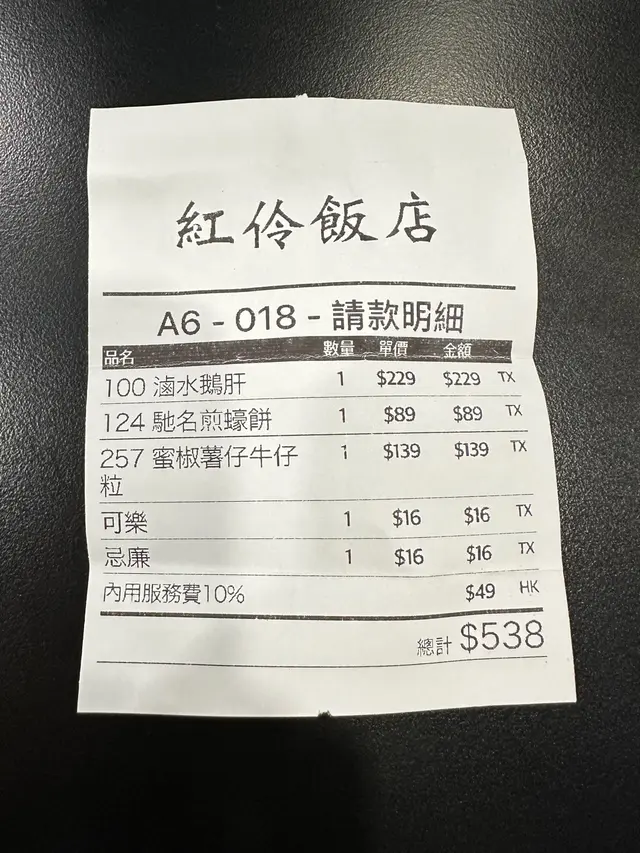 紅伶飯店
A6 - 018 - 請款明細
品名 數量 單價 金額
100 滷水鵝肝 1 $229 $229 TX
124 馳名煎蠔餅 1 $89 $89 TX
257 蜜椒薯仔牛仔 1 $139 $139 TX
粒
可樂 1 $16 $16 TX
忌廉 1 $16 $16 TX
內用服務費10% $49 HK
總計 $538